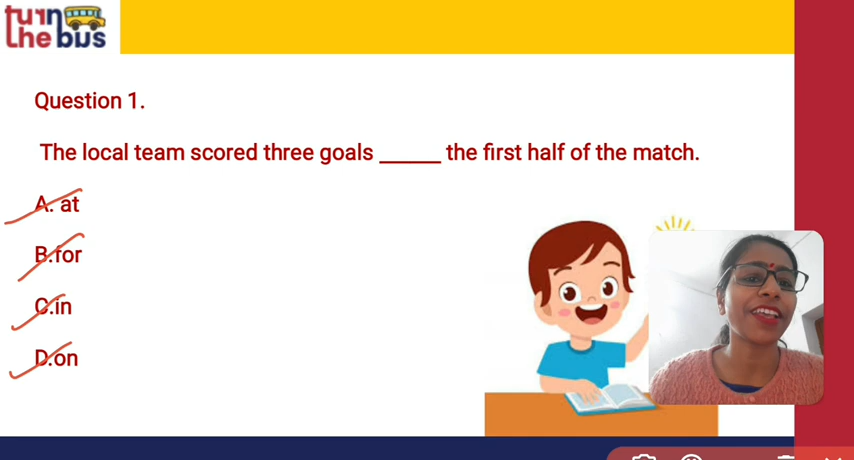 turn
the bus
Question 1.
The local team scored three goals ______ the first half of the match.
A. at
B.for
C.in
D.on